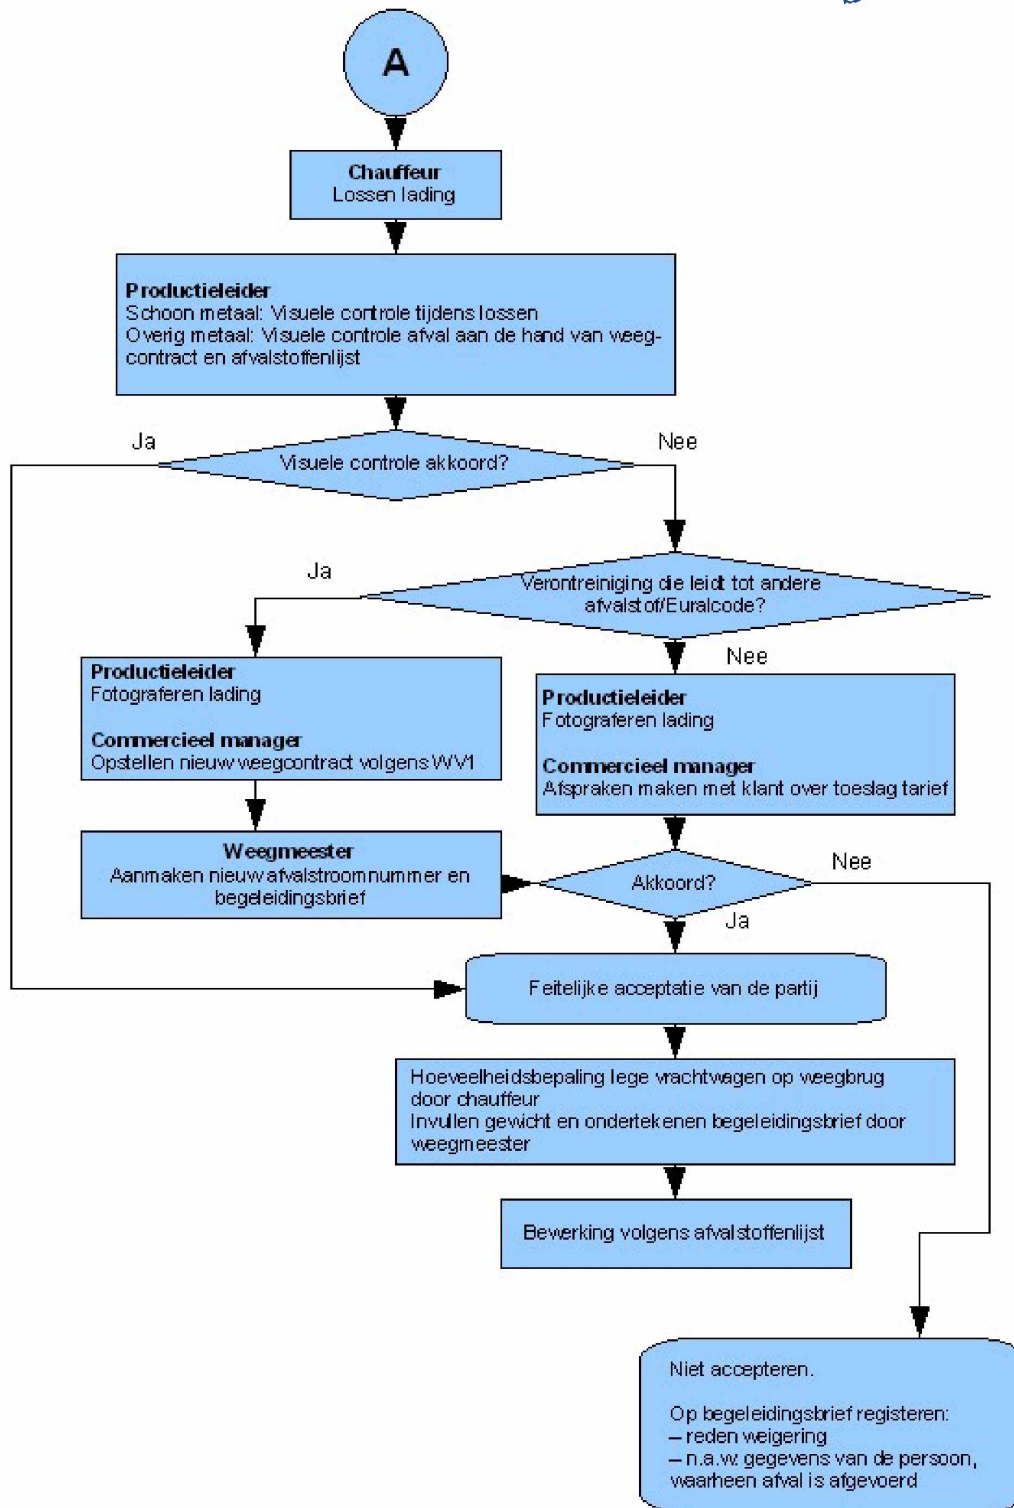 A
Chauffeur
Lossen lading
Productieleider
Schoon metaal: Visuele controle tijdens lossen
Overig metaal: Visuele controle afval aan de hand van weeg-
contract en afvalstoffenlijst
Ja
Nee
Visuele controle akkoord?
Ja
Verontreiniging die leidt tot andere
afvalstof/Euralcode?
Nee
Productieleider
Fotograferen lading
Commercieel manager
Opstellen nieuw weegcontract volgens WV1
Productieleider
Fotograferen lading
Commercieel manager
Afspraken maken met klant over toeslag tarief
Weegmeester
Aanmaken nieuw afvalstroomnummer en
begeleidingsbrief
Akkoord?
Nee
Ja
Feitelijke acceptatie van de partij
Hoeveelheidsbepaling lege vrachtwagen op weegbrug
door chauffeur
Invullen gewicht en ondertekenen begeleidingsbrief door
weegmeester
Bewerking volgens afvalstoffenlijst
Niet accepteren.
Op begeleidingsbrief registeren:
– reden weigering
– n.a.w. gegevens van de persoon,
waarheen afval is afgevoerd